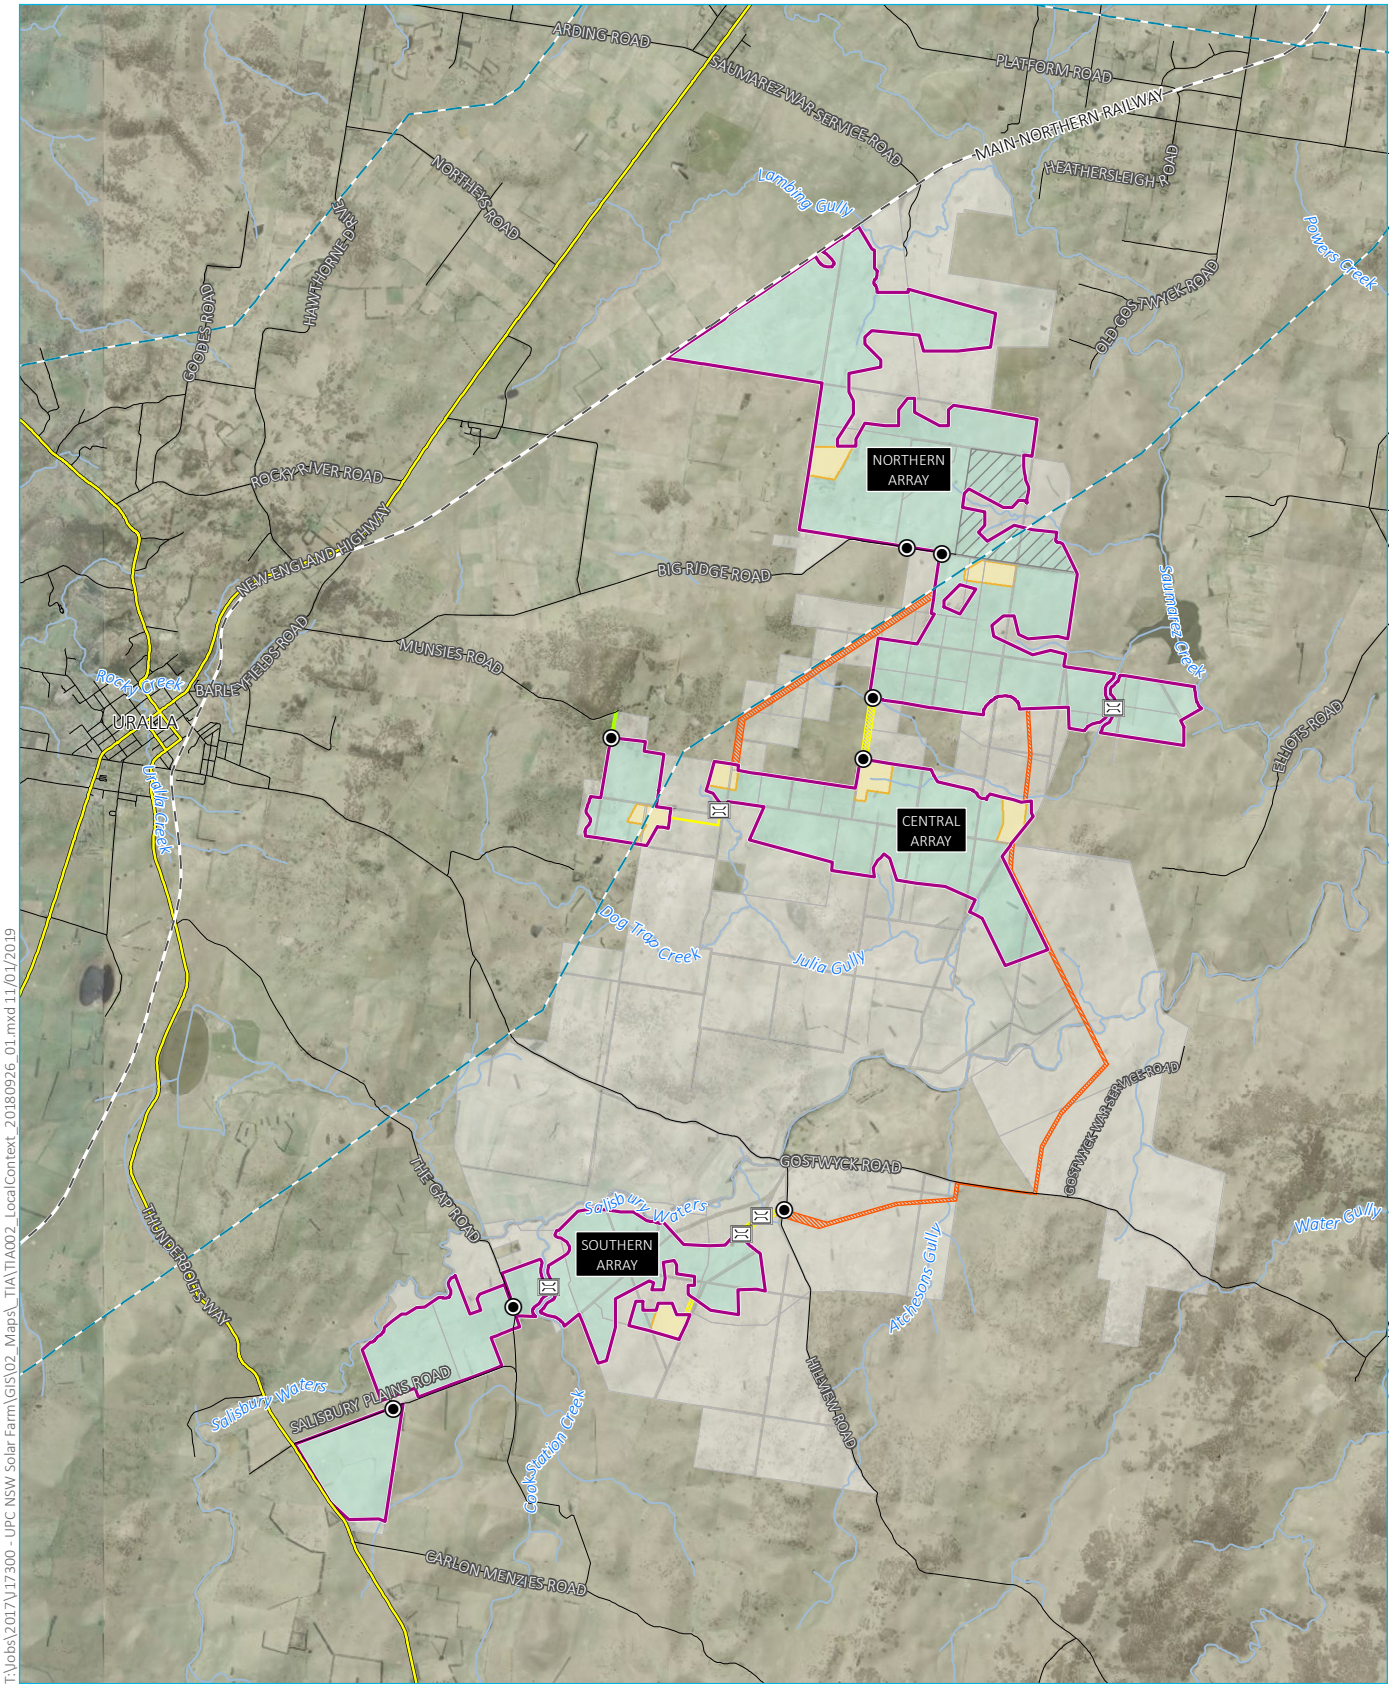 ARDING ROAD
SAUMAREZ WAR SERVICE ROAD
PLATFORM ROAD
MAIN NORTHERN RAILWAY
HEATHERSLEIGH ROAD
NORTHEYS ROAD
Lambing Gully
HAWTHORNE DRIVE
Powers Creek
GOODES ROAD
OLD GOSTWYCK ROAD
ROCKY RIVER ROAD
NORTHERN
ARRAY
NEW ENGLAND HIGHWAY
BIG RIDGE ROAD
Saumarez Creek
BARLEYFIELDS ROAD
MUNSIES ROAD
Rocky Creek
URALLA
ELLIOTS ROAD
Uralla Creek
CENTRAL
ARRAY
Dog Trap Creek
Julia Gully
GOSTWYCK WAR SERVICE ROAD
GOSTWYCK ROAD
THE GAP ROAD
Salisbury Waters
Water Gully
THUNDERBOLTS WAY
SOUTHERN
ARRAY
Atchesons Gully
Salisbury Waters
SALISBURY PLAINS ROAD
HILLVIEW ROAD
Cook Station Creek
CARLON MENZIES ROAD
T:\Jobs\2017\J17300 - UPC NSW Solar Farm\GIS\02_Maps\_TIA\TIA002_LocalContext_20180926_01.mxd 11/01/2019